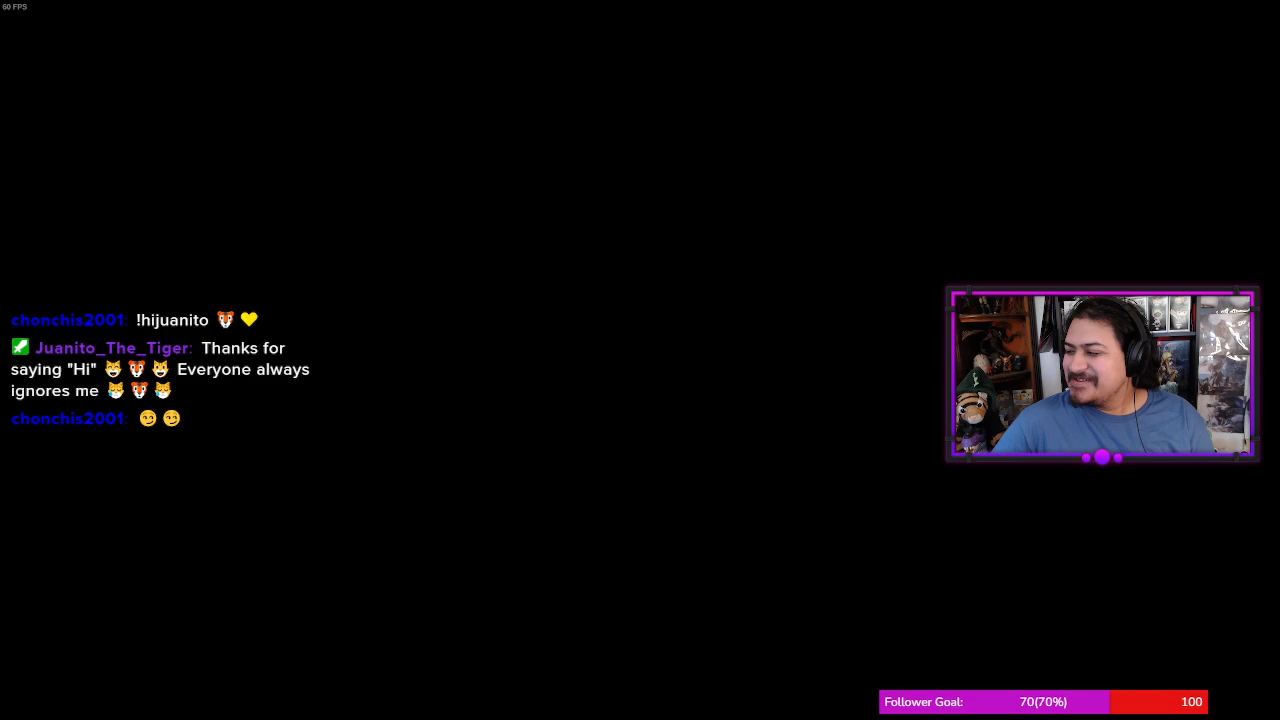 60 FPS
chonchis2001: !hijuanito 🐯 💛
Juanito_The_Tiger: Thanks for
saying "Hi" 😸 🐯 😸 Everyone always
ignores me 😹 🐯 😹
chonchis2001: 😏 😏
Follower Goal: 70(70%) 100